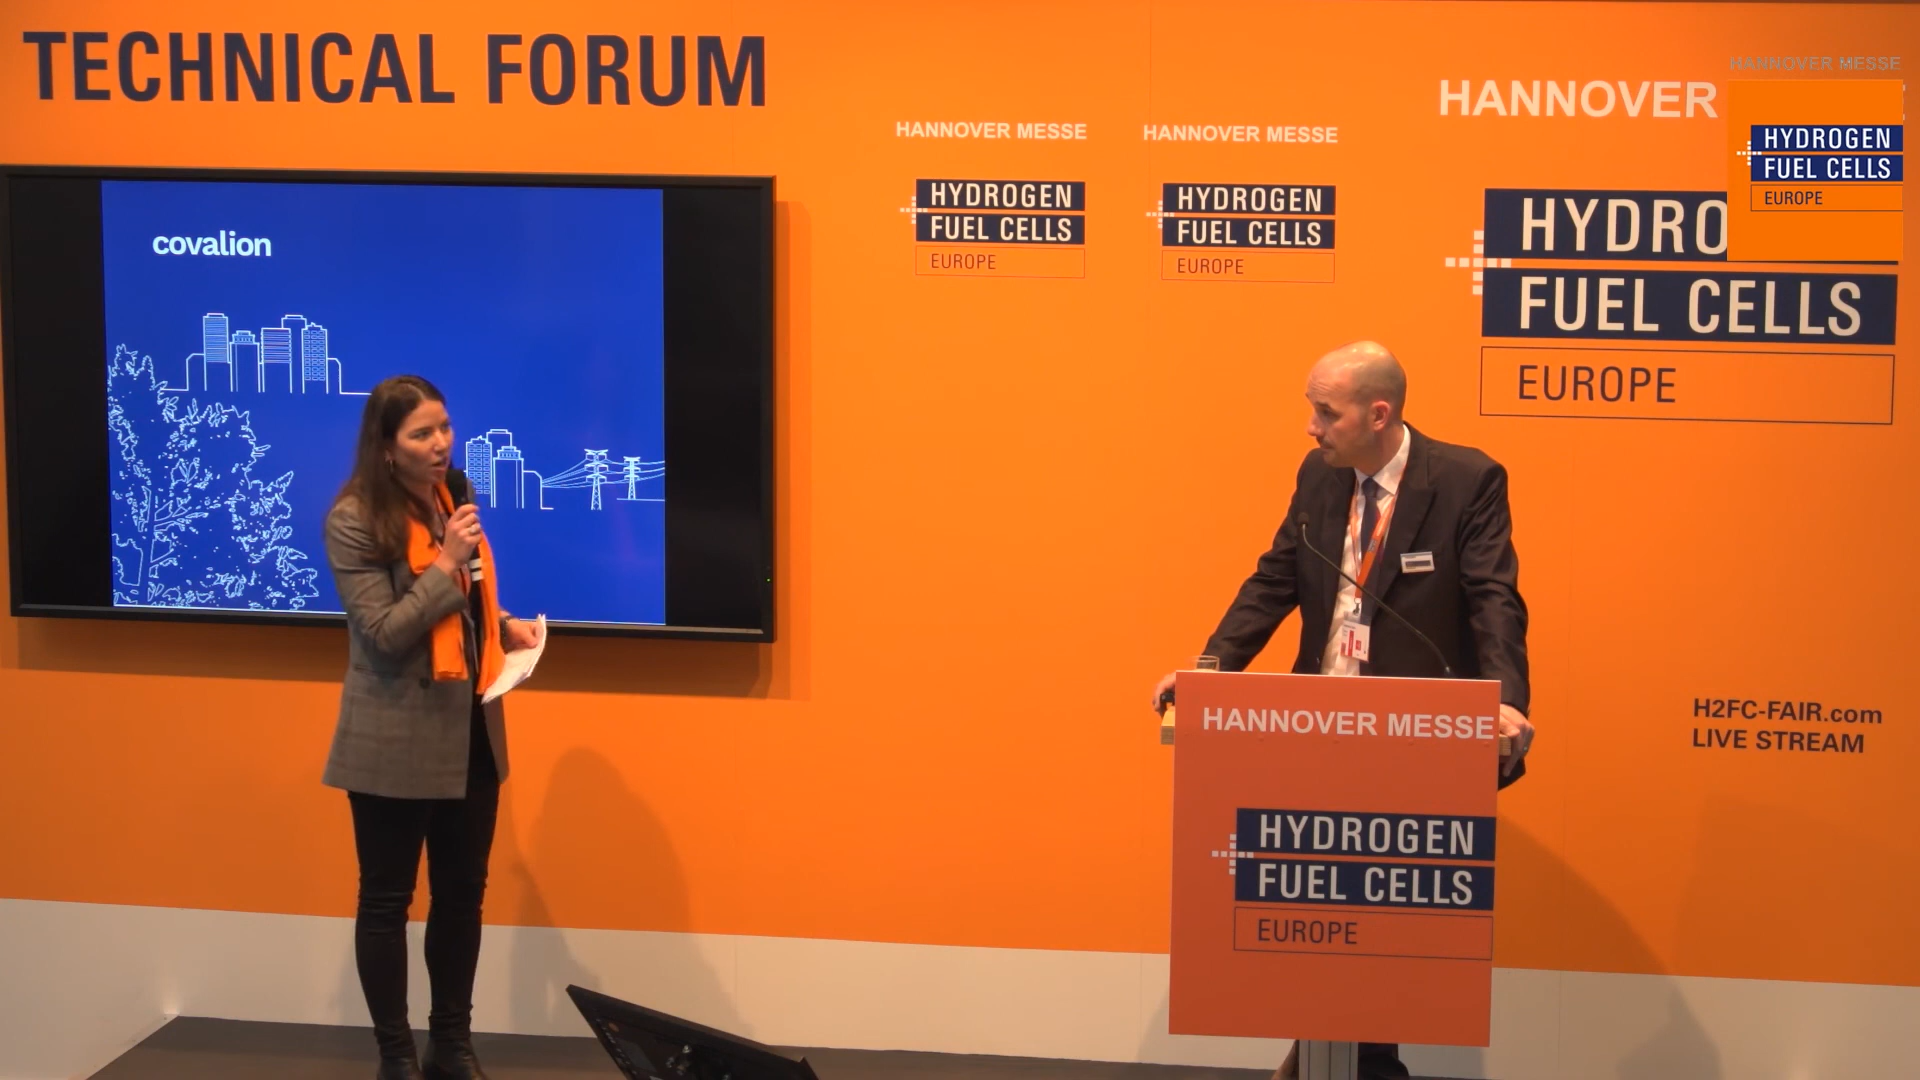 TECHNICAL FORUM
covalion
HANNOVER MESSE
HYDROGEN
FUEL CELLS
EUROPE
HANNOVER MESSE
HYDROGEN
FUEL CELLS
EUROPE
HANNOVER
HYDRO
FUEL CELLS
EUROPE
HANNOVER MESSE
HYDROGEN
FUEL CELLS
EUROPE
H2FC-FAIR.com
LIVE STREAM
HANNOVER MESSE
HYDROGEN
FUEL CELLS
EUROPE